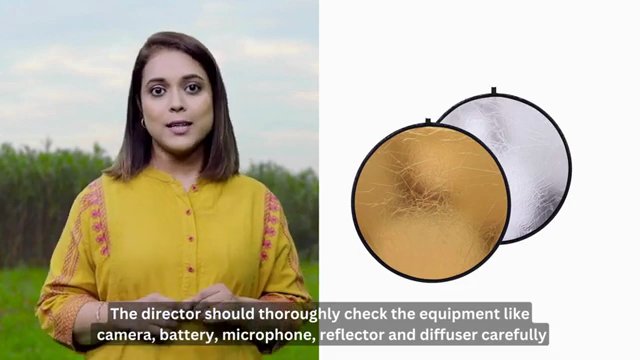 The director should thoroughly check the equipment like
camera, battery, microphone, reflector and diffuser carefully